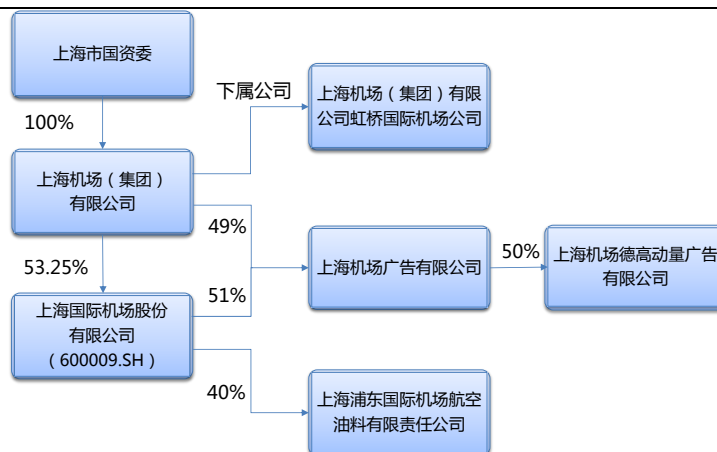 上海市国资委
下属公司
上海机场（集团）有限
公司虹桥国际机场公司
100%
上海机场（集团）
有限公司
49%
上海机场广告有限公司
50%
上海机场德高动量广告
有限公司
53.25%
51%
上海国际机场股份
有限公司
（600009.SH）
40%
上海浦东国际机场航空
油料有限责任公司